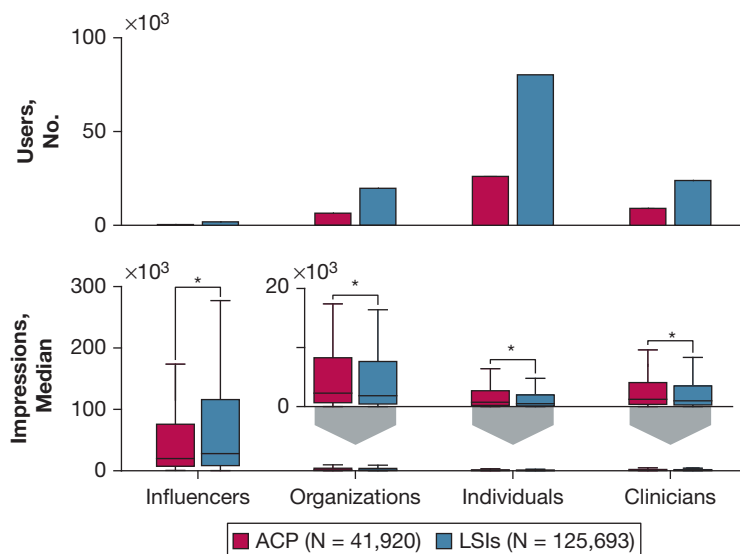 ×10³
100
50
0
Users,
No.
×10³
300
200
100
0
Impressions,
Median
×10³
20
0
*
*
*
*
Influencers Organizations Individuals Clinicians
ACP (N = 41,920) LSIs (N = 125,693)